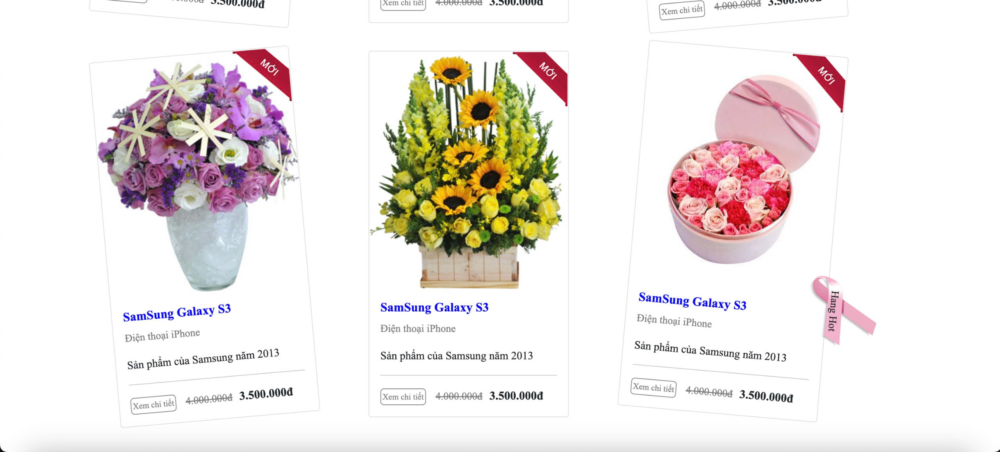 3.500.000đ
Xem chi tiết 4.000.000đ 3.500.000đ
Xem chi tiết 4.000.000đ 3.500.000đ
MỚI
SamSung Galaxy S3
Điện thoại iPhone
Sản phẩm của Samsung năm 2013
Xem chi tiết 4.000.000đ 3.500.000đ
MỚI
SamSung Galaxy S3
Điện thoại iPhone
Sản phẩm của Samsung năm 2013
Xem chi tiết 4.000.000đ 3.500.000đ
MỚI
Hang Hot
SamSung Galaxy S3
Điện thoại iPhone
Sản phẩm của Samsung năm 2013
Xem chi tiết 4.000.000đ 3.500.000đ